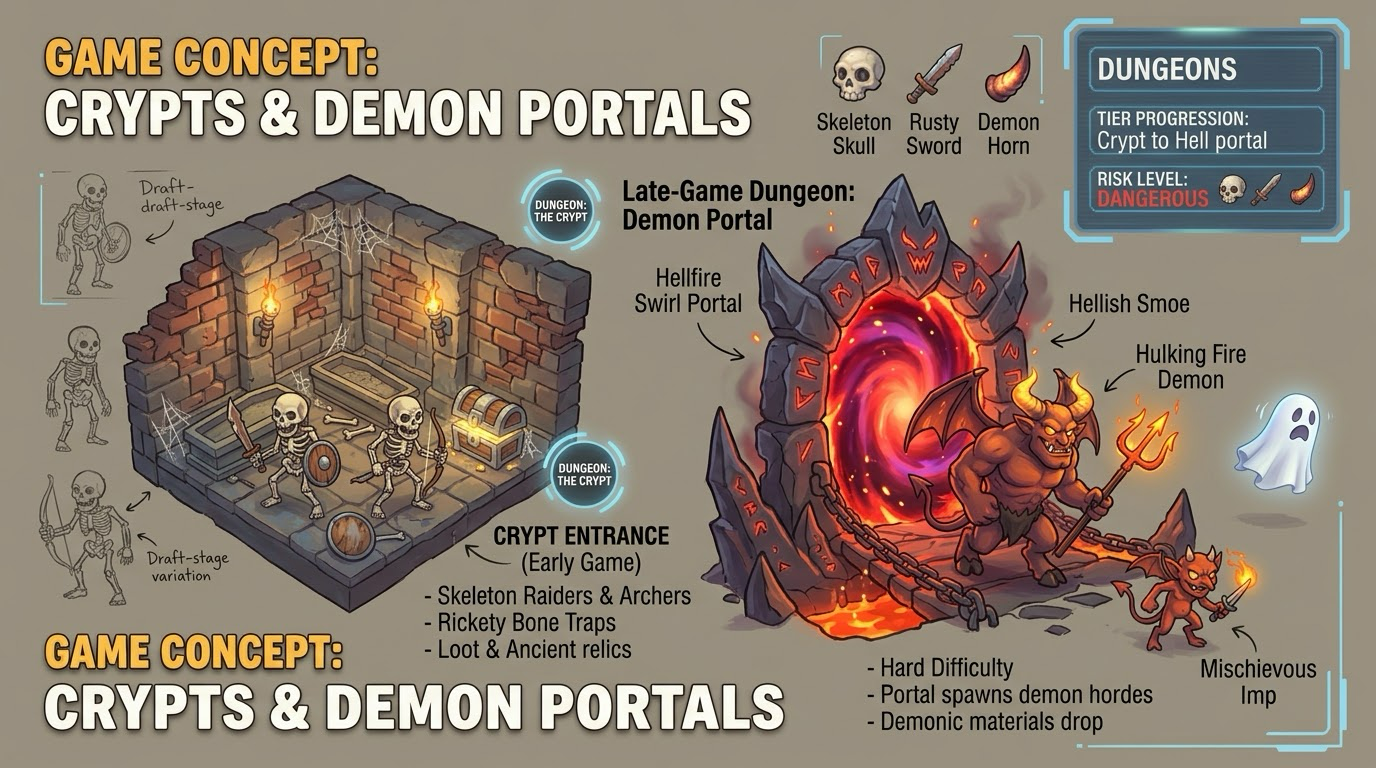 GAME CONCEPT:
CRYPTS & DEMON PORTALS
Skeleton
Skull
Rusty
Sword
Demon
Horn
DUNGEONS
TIER PROGRESSION:
Crypt to Hell portal
RISK LEVEL:
DANGEROUS
Draft-
draft-stage
DUNGEON:
THE CRYPT
Late-Game Dungeon:
Demon Portal
Hellfire
Swirl Portal
Hellish Smoe
Hulking Fire
Demon
DUNGEON:
THE CRYPT
Draft-stage
variation
CRYPT ENTRANCE
(Early Game)
- Skeleton Raiders & Archers
- Rickety Bone Traps
- Loot & Ancient relics
- Hard Difficulty
- Portal spawns demon hordes
- Demonic materials drop
Mischievous
Imp
GAME CONCEPT:
CRYPTS & DEMON PORTALS